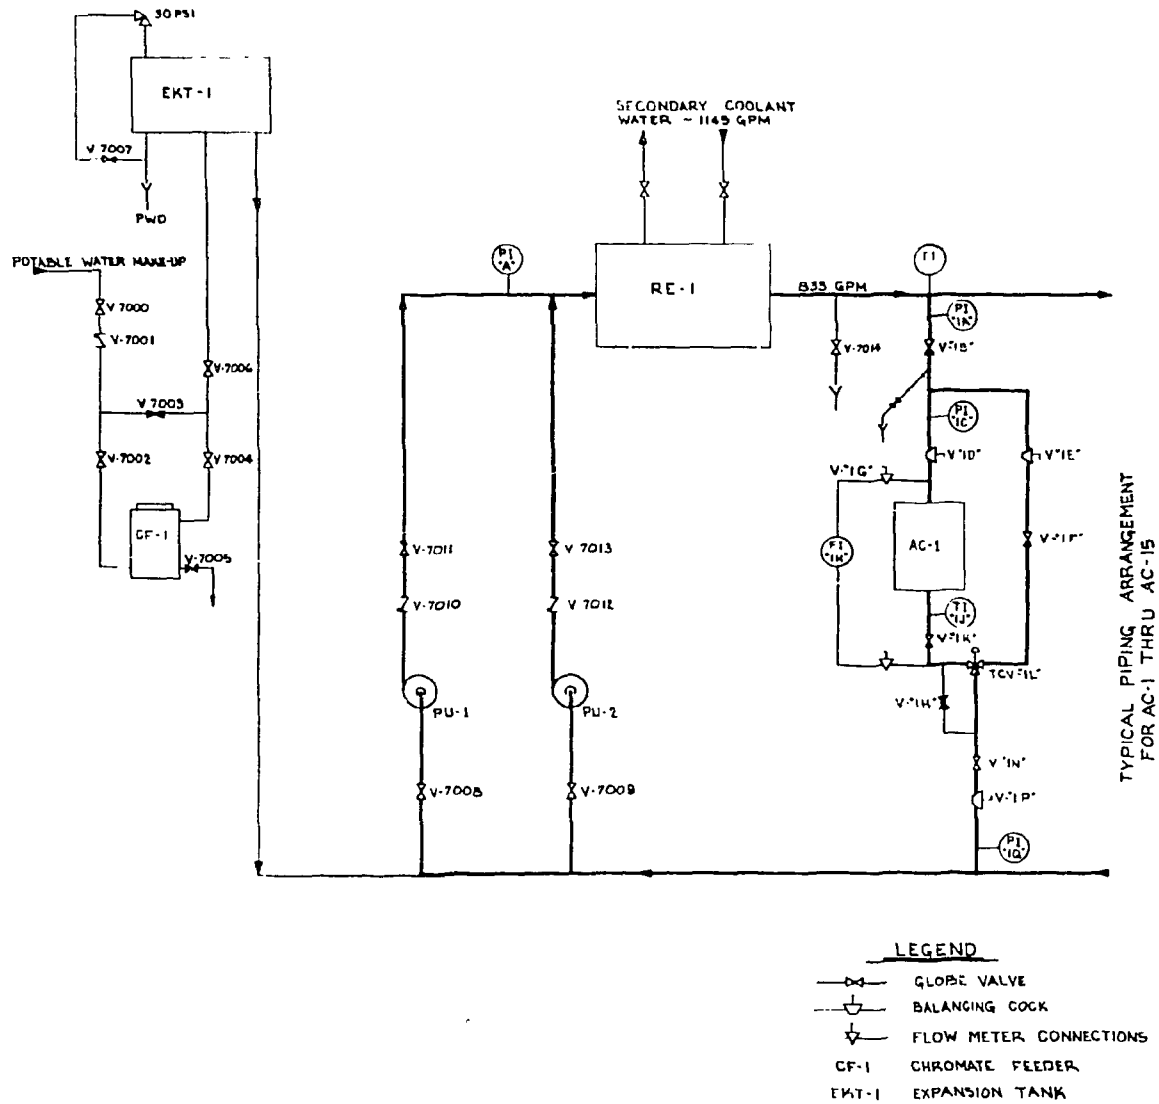 30 PSI
EKT-1
V-7007
PWD
POTABLE WATER MAKE-UP
V-7000
V-7001
V-7006
V-7003
V-7002
V-7004
CF-1
V-7005
SECONDARY COOLANT
WATER ~ 1145 GPM
PI
"A"
RE-1
833 GPM
TI
PI
"1A"
V-"1B"
V-7014
PI
"1C"
V-"1D"
V-"1E"
V-"1G"
V-"1F"
FI
AC-1
TI
"1J"
V-"1K"
TCV-"1L"
V-7011
V-7013
V-7010
V-7012
PU-1
PU-2
V-7008
V-7009
V-"1N"
V-"1P"
PI
"1Q"
TYPICAL PIPING ARRANGEMENT
FOR AC-1 THRU AC-15
LEGEND
GLOBE VALVE
BALANCING COCK
FLOW METER CONNECTIONS
CF-1 CHROMATE FEEDER
EKT-1 EXPANSION TANK